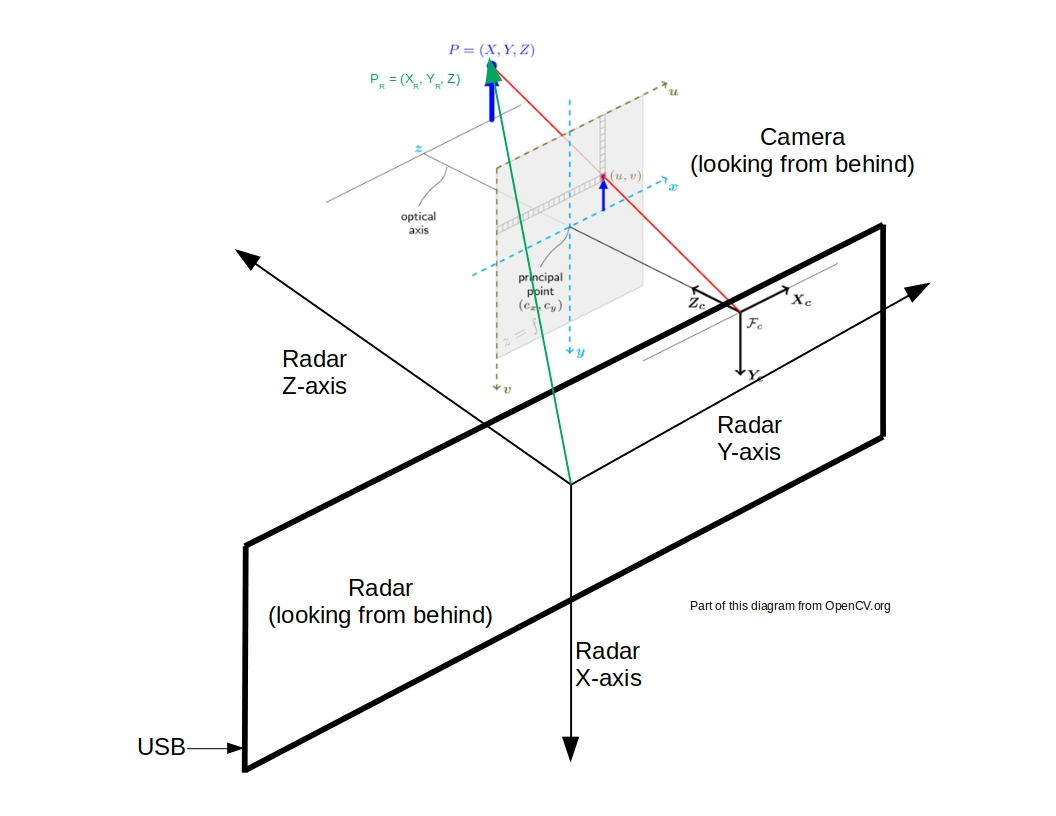 P = (X, Y, Z)
P_R = (X_R, Y_R, Z)
u
Camera
(looking from behind)
z
(u, v)
x
optical
axis
principal
point
(c_x, c_y)
Z_c
X_c
F_c
z = f
y
Y_c
v
Radar
Z-axis
Radar
Y-axis
Radar
(looking from behind)
Part of this diagram from OpenCV.org
Radar
X-axis
USB